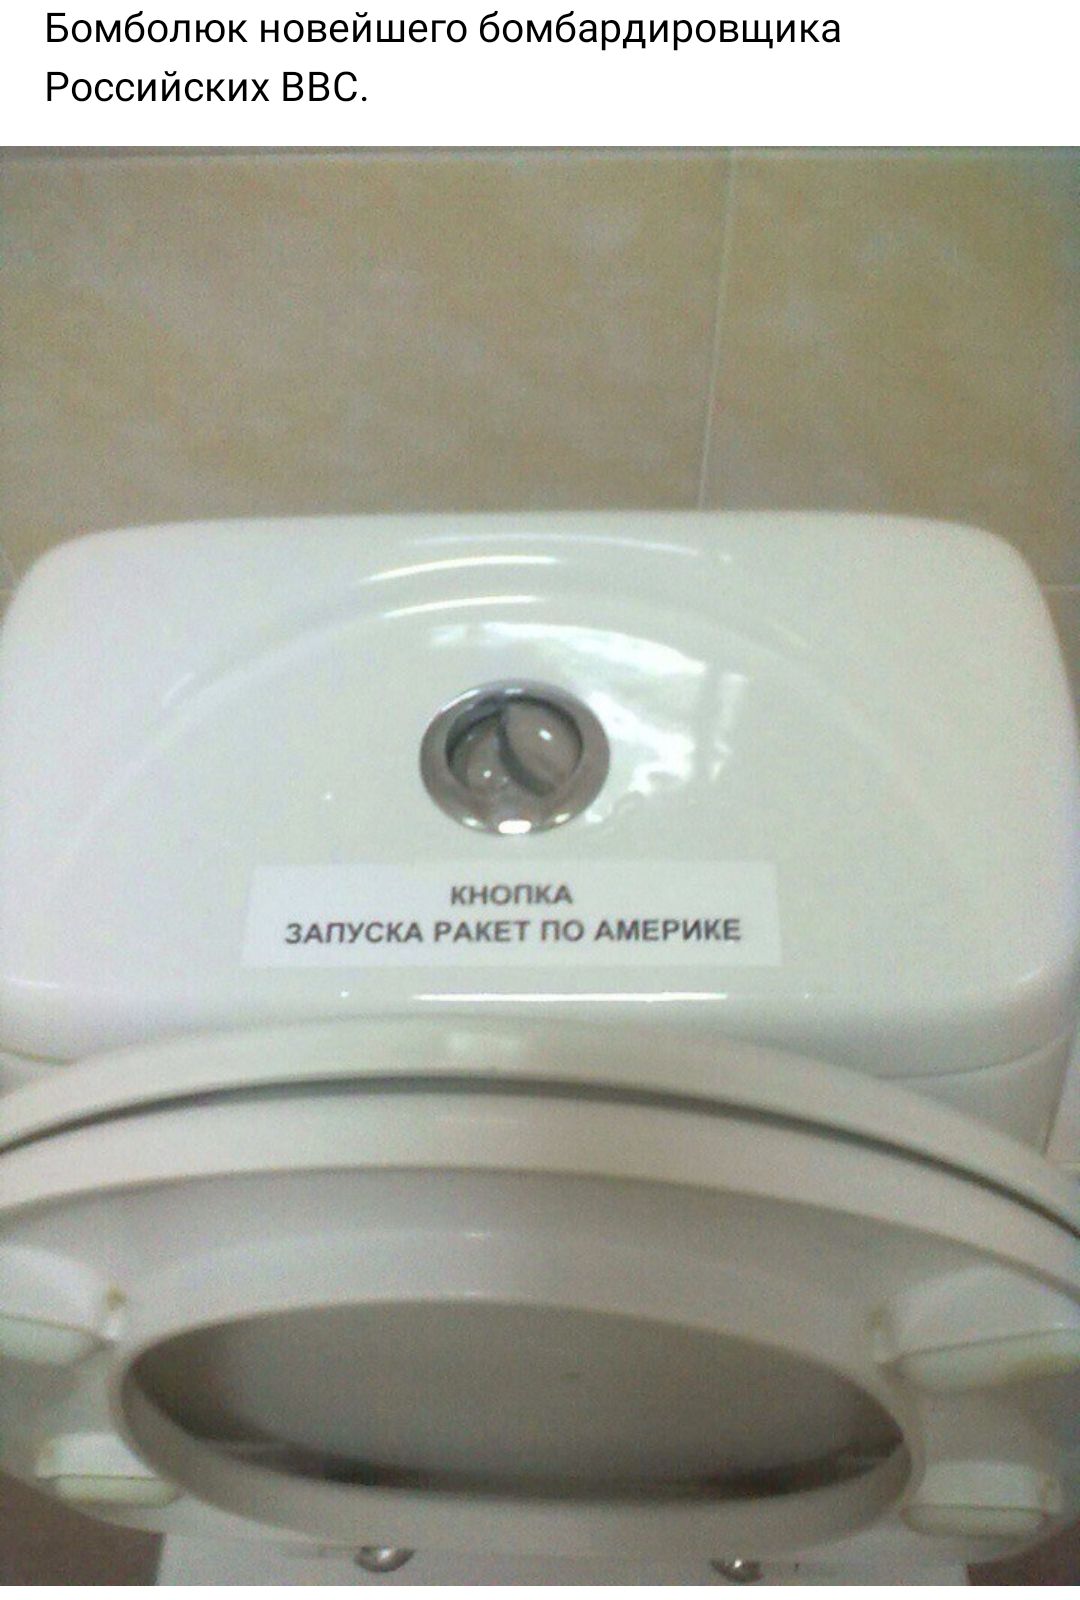 Бомболюк новейшего бомбардировщика
Российских ВВС.
КНОПКА
ЗАПУСКА РАКЕТ ПО АМЕРИКЕ